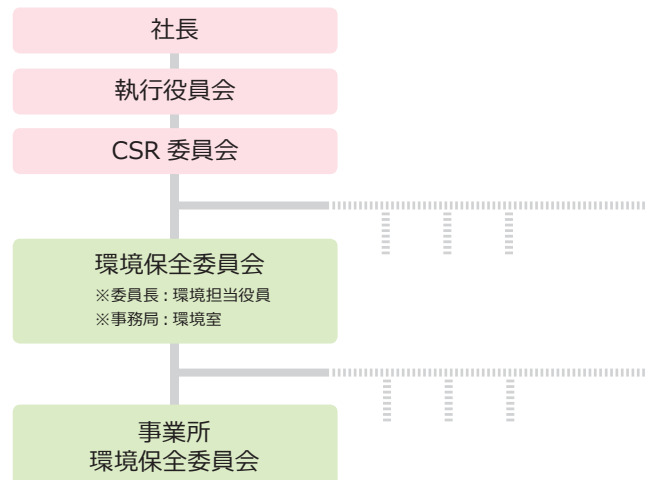 社長
執行役員会
CSR 委員会
環境保全委員会
※委員長 : 環境担当役員
※事務局 : 環境室
事業所
環境保全委員会